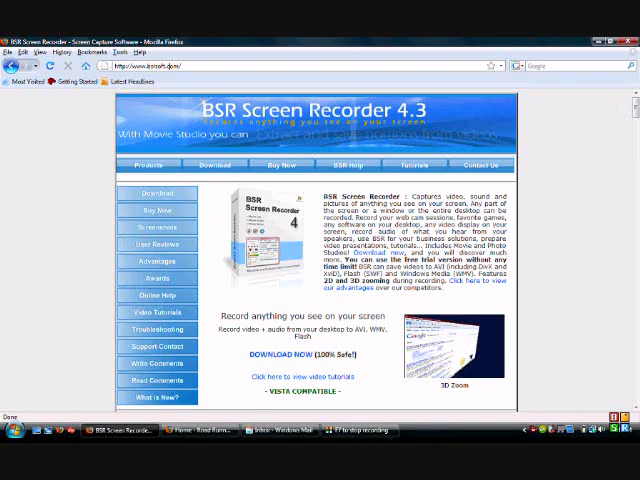 BSR Screen Recorder - Screen Capture Software - Mozilla Firefox
File Edit View History Bookmarks Tools Help
http://www.bsrsoft.com/
Google
Most Visited Getting Started Latest Headlines
BSR Screen Recorder 4.3
Records anything you see on your screen
With Movie Studio you can Extract and save portions from videos
Products Download Buy Now BSR Help Tutorials Contact Us
Download
Buy Now
Screenshots
User Reviews
Advantages
Awards
Online Help
Video Tutorials
Troubleshooting
Support Contact
Write Comments
Read Comments
What is New?
BSR
Screen Recorder
4
BSR Screen Recorder : Captures video, sound and
pictures of anything you see on your screen. Any part of
the screen or a window or the entire desktop can be
recorded. Record your web cam sessions, favorite games,
any software on your desktop, any video display on your
screen, record audio of what you hear from your
speakers, use BSR for your business solutions, prepare
video presentations, tutorials... Includes Movie and Photo
Studios! Download now, and you will discover much
more. You can use the free trial version without any
time limit! BSR can save videos to AVI (including DivX and
XviD), Flash (SWF) and Windows Media (WMV). Features
2D and 3D zooming during recording. Click here to view
our advantages over our competitors.
Record anything you see on your screen
Record video + audio from your desktop to AVI, WMV,
Flash
DOWNLOAD NOW (100% Safe!)
Click here to view video tutorials
- VISTA COMPATIBLE -
3D Zoom
Done
BSR Screen Recorde... Home - Road Runn... Inbox - Windows Mail F7 to stop recording